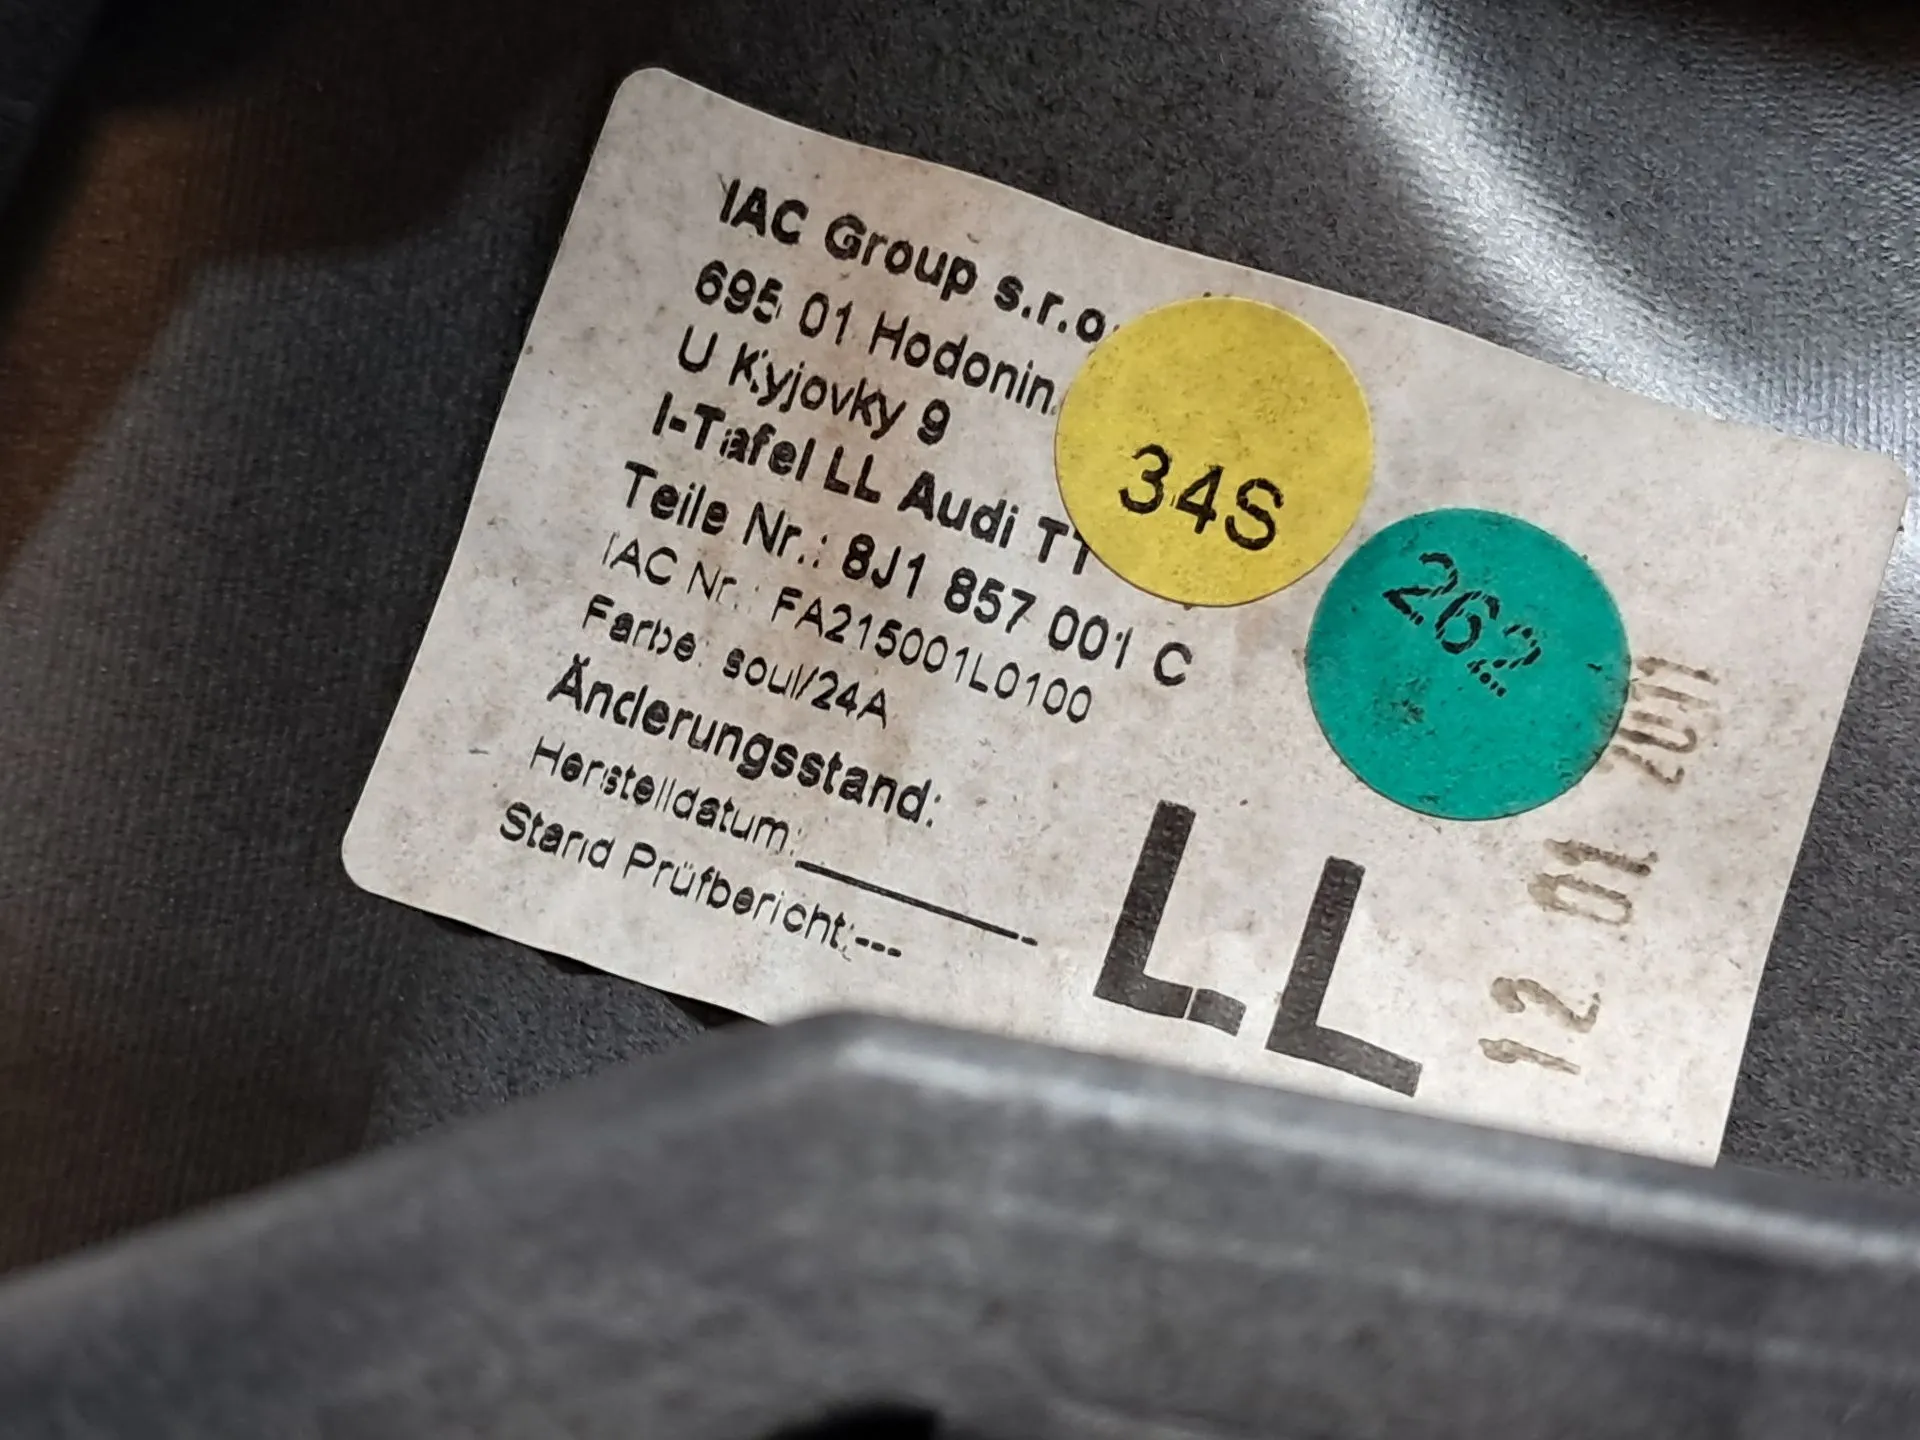 IAC Group s.r.o.
695 01 Hodonin
U Kyjovky 9
I-Tafel LL Audi TT
Teile Nr.: 8J1 857 001 C
IAC Nr.: FA215001L0100
Farbe: soul/24A
Änderungsstand:
Herstelldatum:
Stand Prüfbericht:---
34S
262
LL
12. 01. 2011